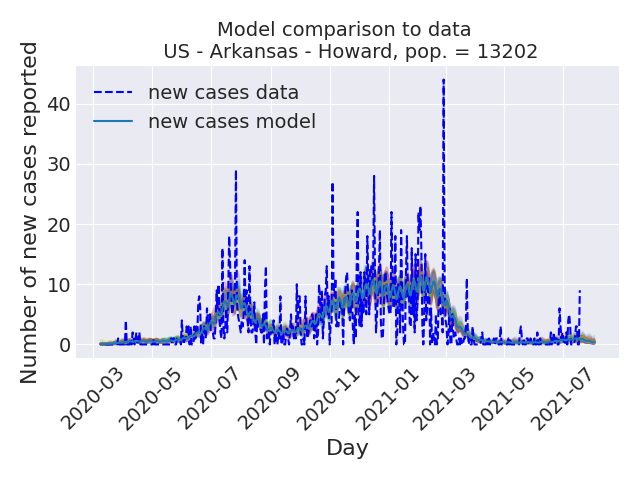 Model comparison to data
US - Arkansas - Howard, pop. = 13202
Number of new cases reported
new cases data
new cases model
40
30
20
10
0
2020-03
2020-05
2020-07
2020-09
2020-11
2021-01
2021-03
2021-05
2021-07
Day